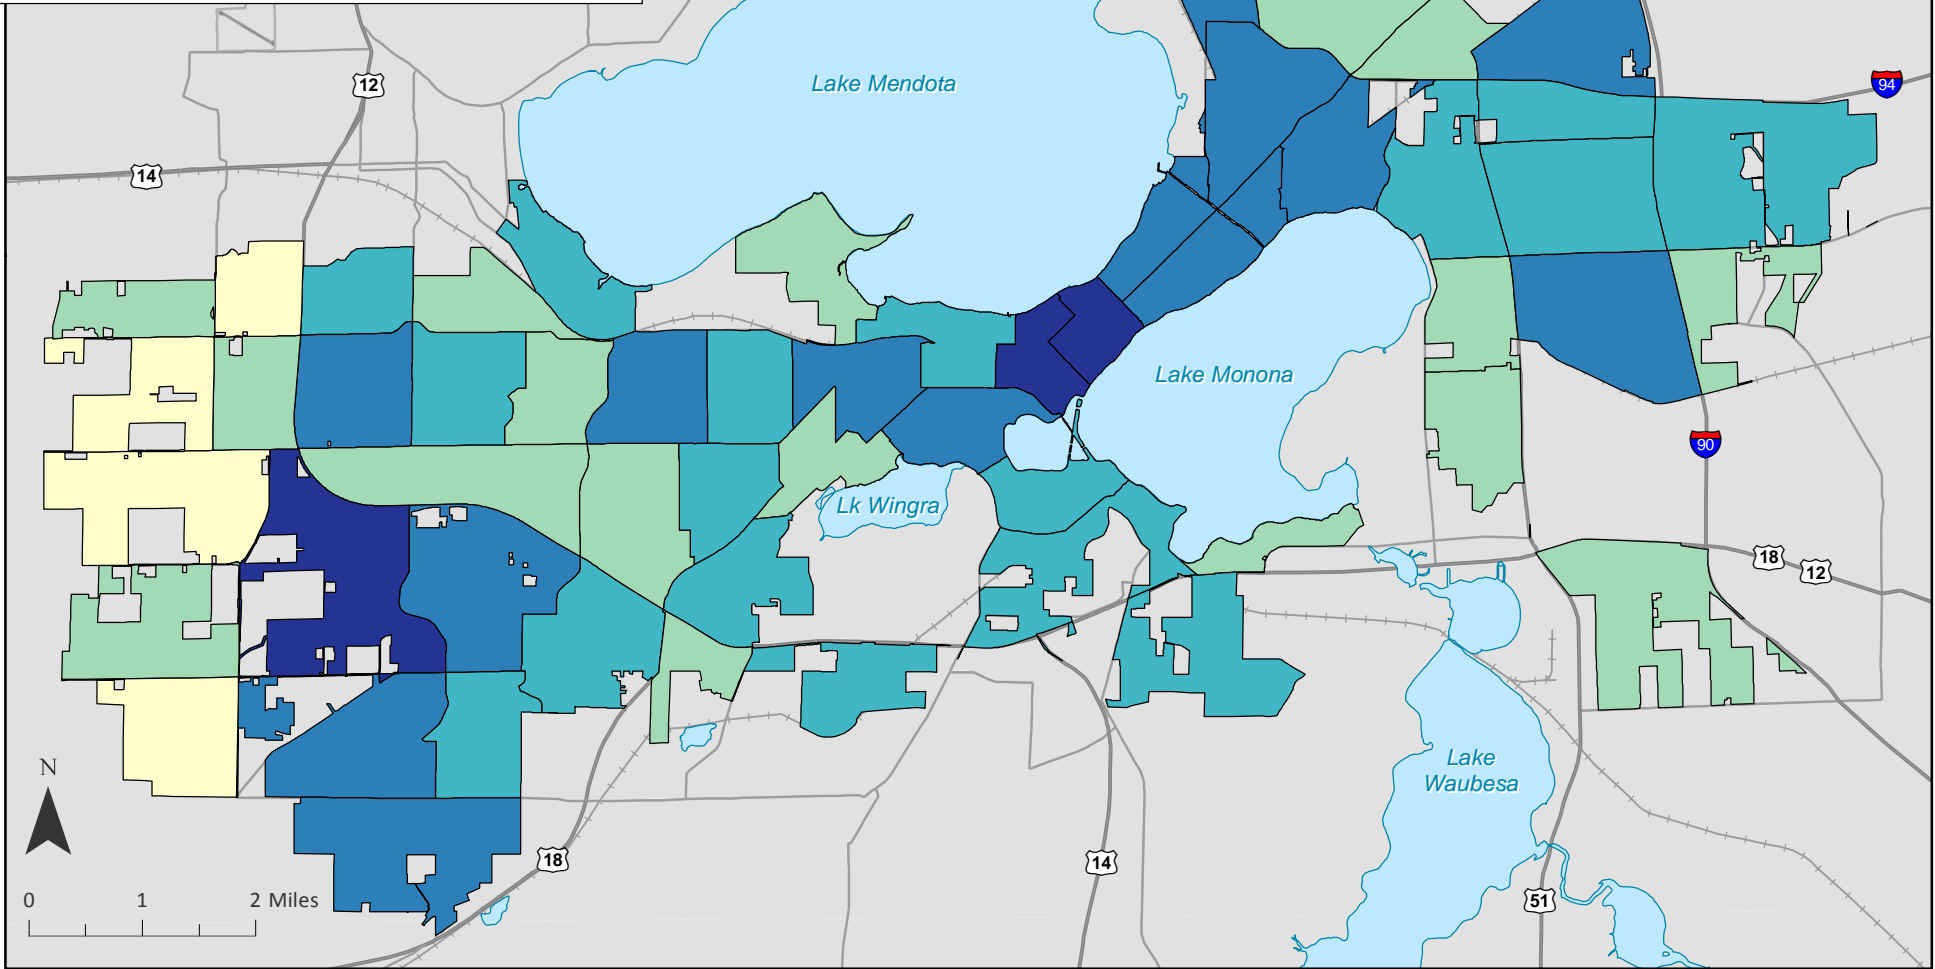 Lake Mendota
12
94
14
Lake Monona
90
Lk Wingra
18
12
Lake
Waubesa
N
18
14
0 1 2 Miles
51